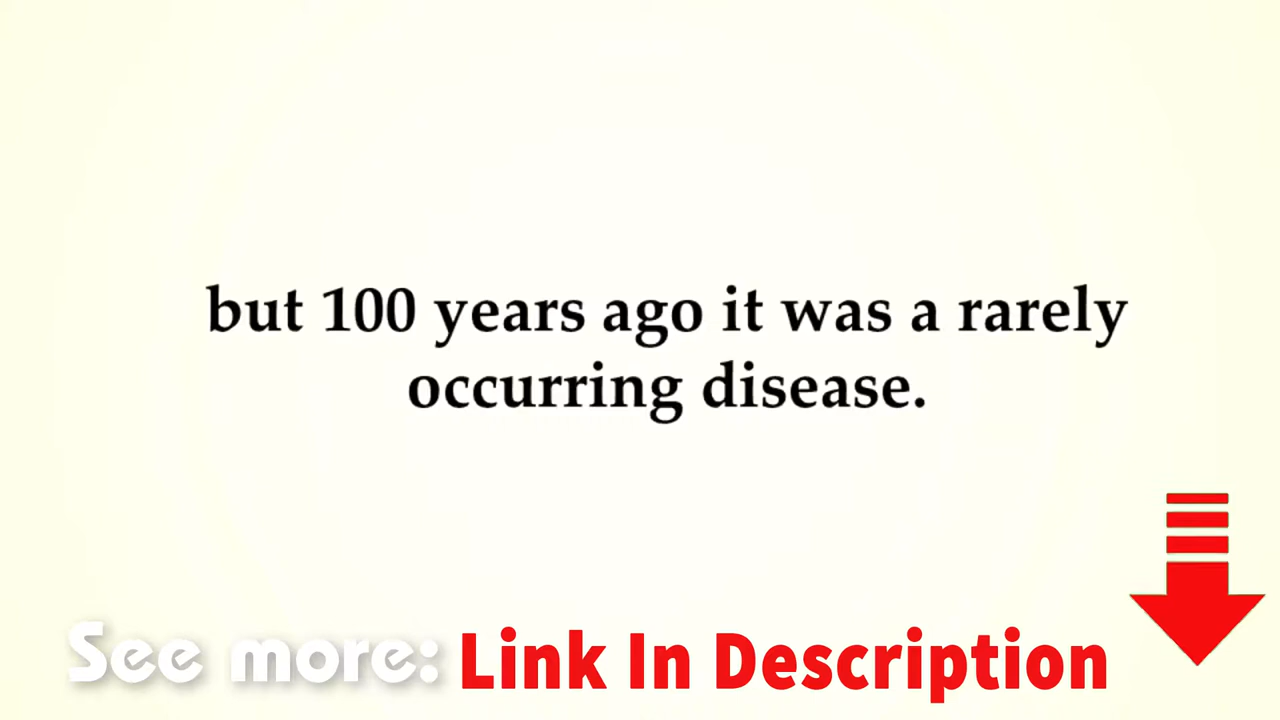 but 100 years ago it was a rarely
occurring disease.
See more: Link In Description